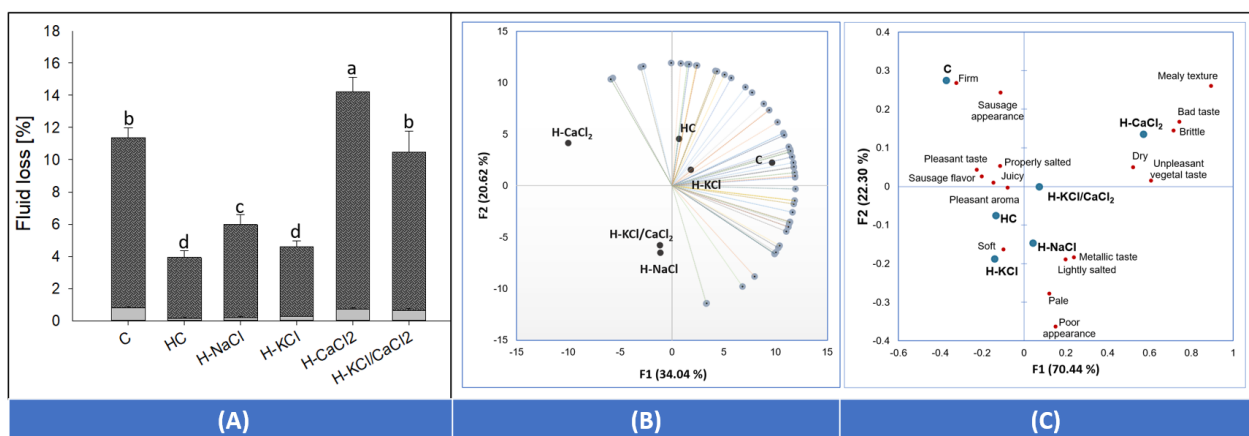 Fluid loss [%]
18
16
14
12
10
8
6
4
2
0
b
d
c
d
a
b
C
HC
H-NaCl
H-KCl
H-CaCl2
H-KCl/CaCl2
(A)
F2 (20.62 %)
15
10
5
0
-5
-10
-15
H-CaCl₂
HC
C
H-KCl
H-KCl/CaCl₂
H-NaCl
-15
-10
-5
0
5
10
15
F1 (34.04 %)
(B)
F2 (22.30 %)
0.4
0.3
0.2
0.1
0
-0.1
-0.2
-0.3
-0.4
C
Firm
Sausage
appearance
Mealy texture
Bad taste
H-CaCl₂
Brittle
Pleasant taste
Properly salted
Dry
Unpleasant
vegetal taste
Sausage flavor
Juicy
Pleasant aroma
H-KCl/CaCl₂
HC
Soft
H-NaCl
H-KCl
Metallic taste
Lightly salted
Pale
Poor
appearance
-0.6
-0.4
-0.2
0
0.2
0.4
0.6
0.8
1
F1 (70.44 %)
(C)